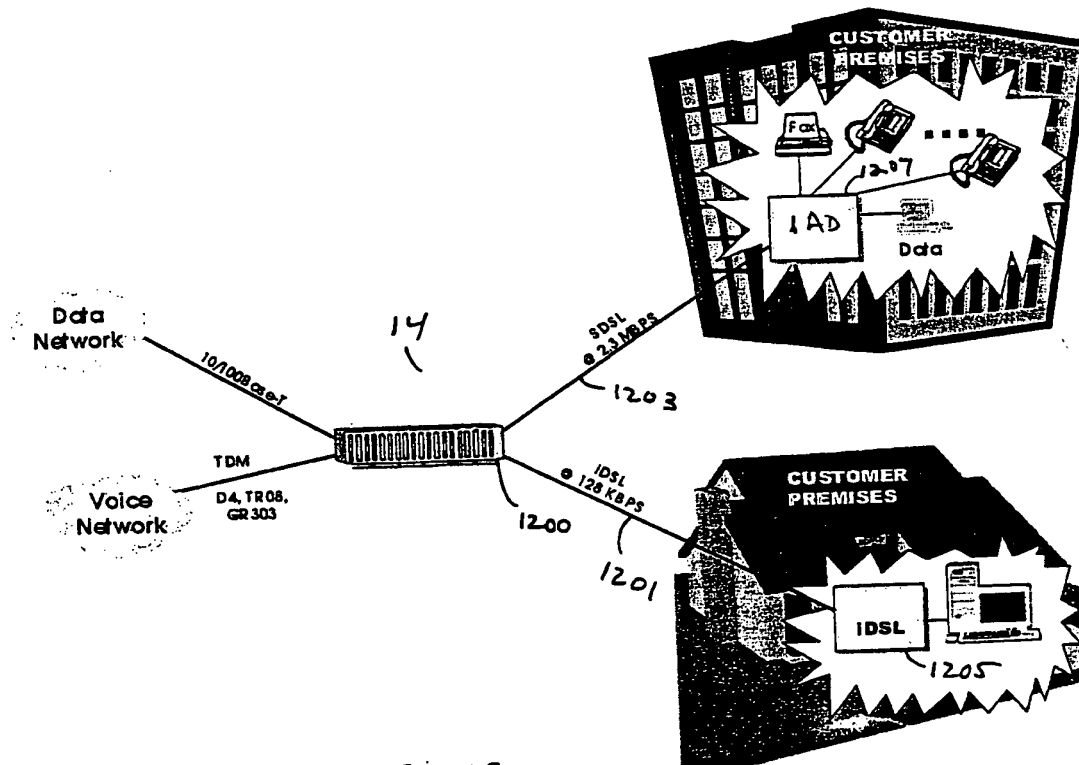 CUSTOMER
PREMISES
Fax
1207
IAD
Data
Data
Network
10/100Base-T
14
SDSL
@ 2.3 MBPS
1203
TDM
D4, TR08,
GR303
Voice
Network
1200
IDSL
@ 128 KBPS
1201
CUSTOMER
PREMISES
IDSL
1205